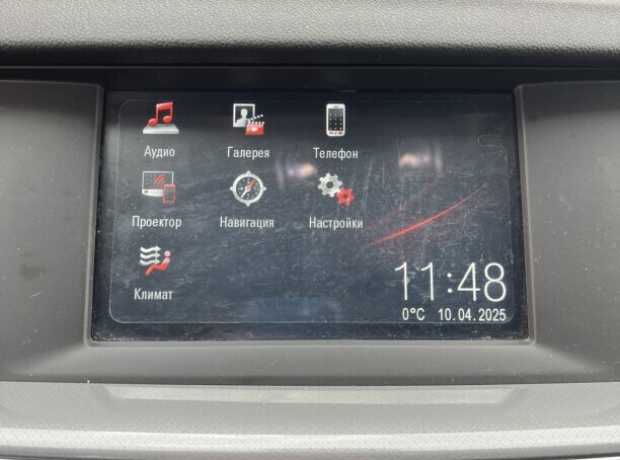 Аудио
Галерея
Телефон
Проектор
Навигация
Настройки
Климат
11:48
0°C 10.04.2025